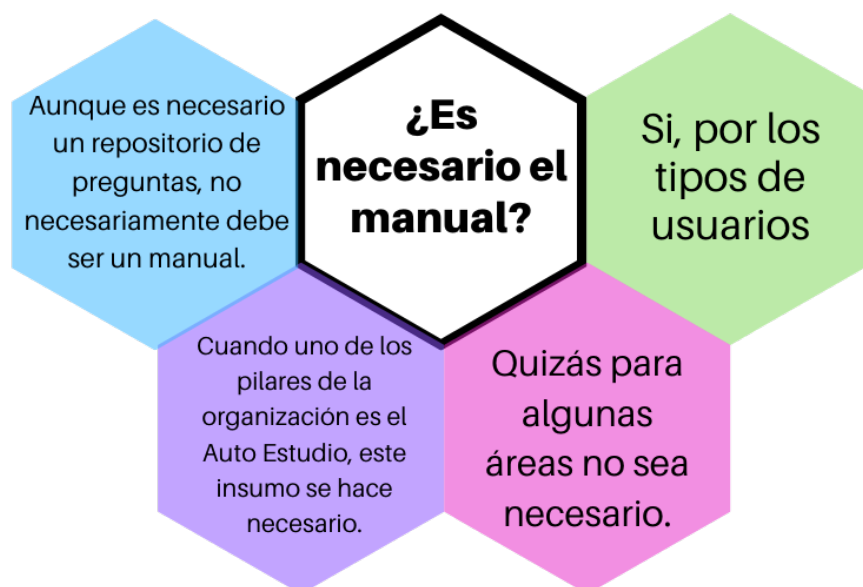 Aunque es necesario
un repositorio de
preguntas, no
necesariamente debe
ser un manual.
¿Es
necesario el
manual?
Si, por los
tipos de
usuarios
Cuando uno de los
pilares de la
organización es el
Auto Estudio, este
insumo se hace
necesario.
Quizás para
algunas
áreas no sea
necesario.